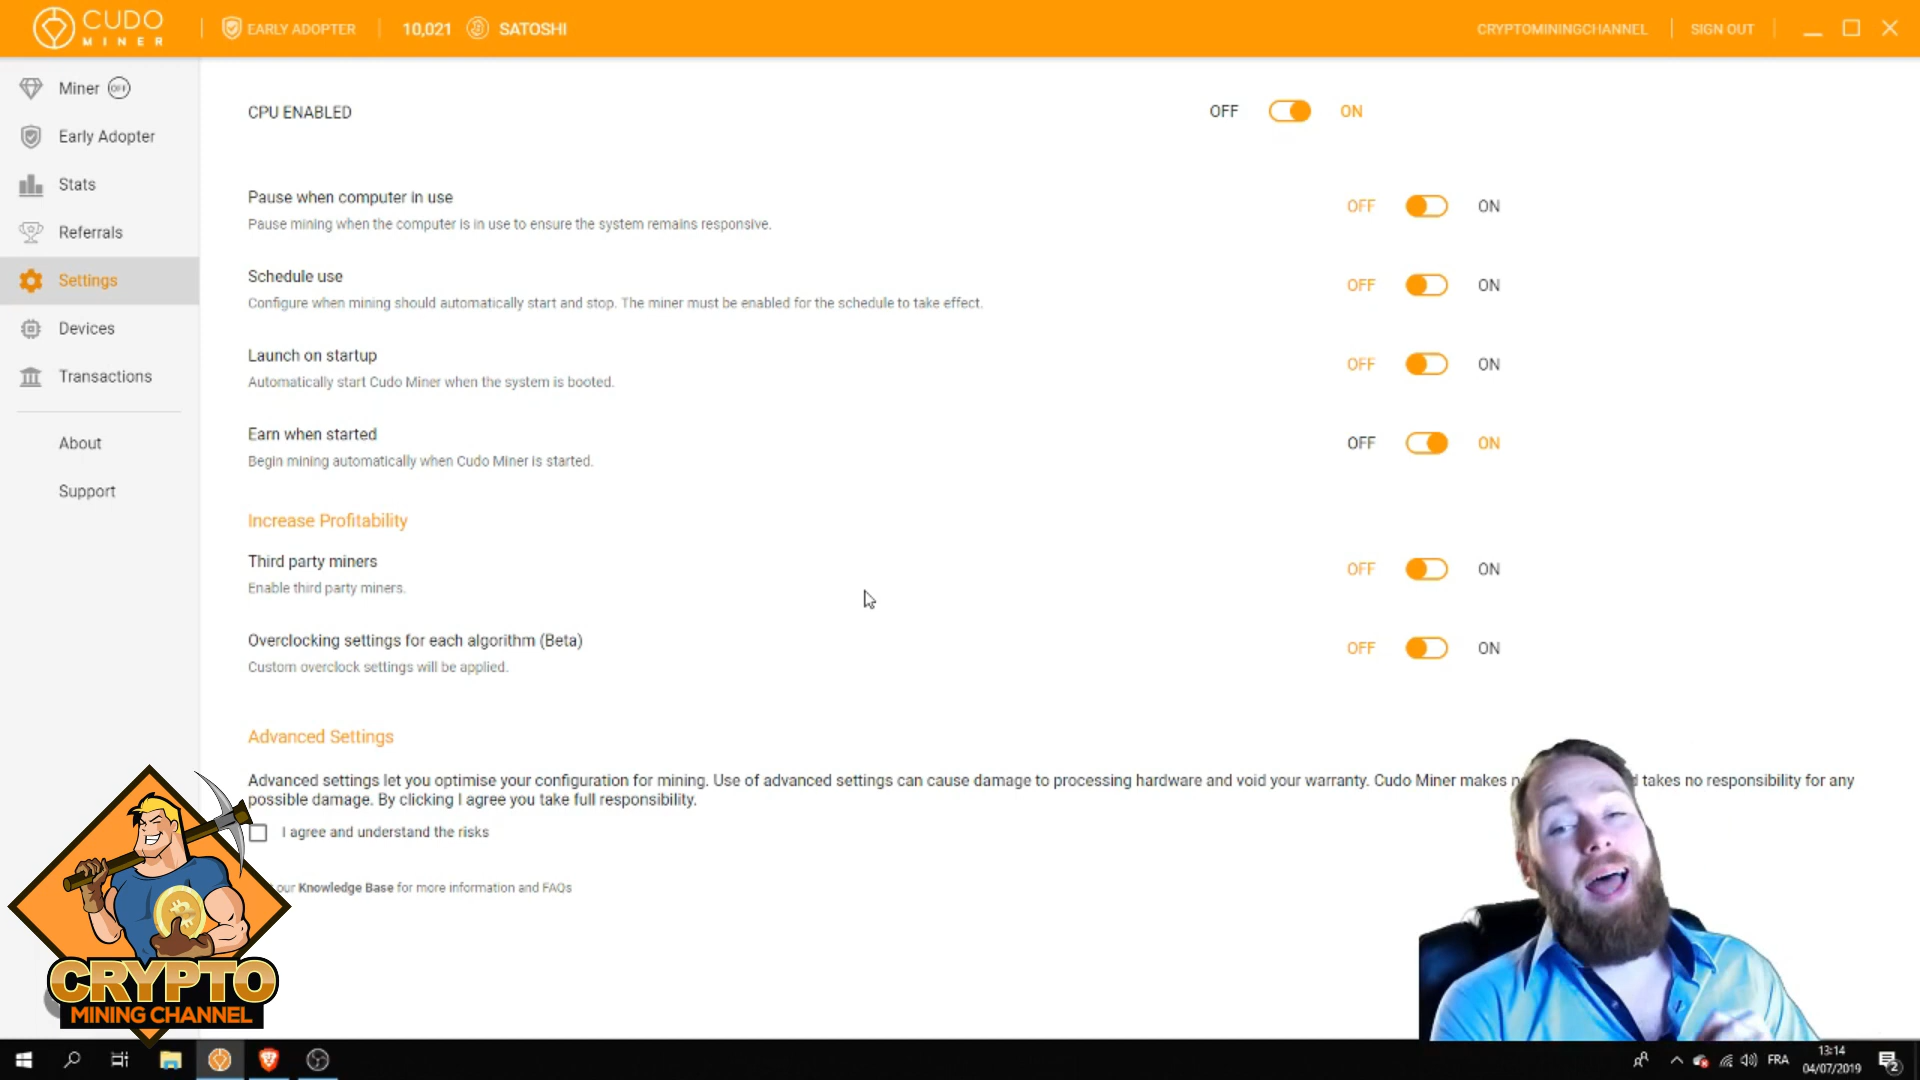 CUDO
MINER
EARLY ADOPTER
10,021 SATOSHI
CRYPTOMININGCHANNEL
SIGN OUT
Miner OFF
Early Adopter
Stats
Referrals
Settings
Devices
Transactions
About
Support
CPU ENABLED
OFF ON
Pause when computer in use
Pause mining when the computer is in use to ensure the system remains responsive.
OFF ON
Schedule use
Configure when mining should automatically start and stop. The miner must be enabled for the schedule to take effect.
OFF ON
Launch on startup
Automatically start Cudo Miner when the system is booted.
OFF ON
Earn when started
Begin mining automatically when Cudo Miner is started.
OFF ON
Increase Profitability
Third party miners
Enable third party miners.
OFF ON
Overclocking settings for each algorithm (Beta)
Custom overclock settings will be applied.
OFF ON
Advanced Settings
Advanced settings let you optimise your configuration for mining. Use of advanced settings can cause damage to processing hardware and void your warranty. Cudo Miner makes takes no responsibility for any
possible damage. By clicking I agree you take full responsibility.
I agree and understand the risks
our Knowledge Base for more information and FAQs
CRYPTO
MINING CHANNEL
FRA
13:14
04/07/2019
2